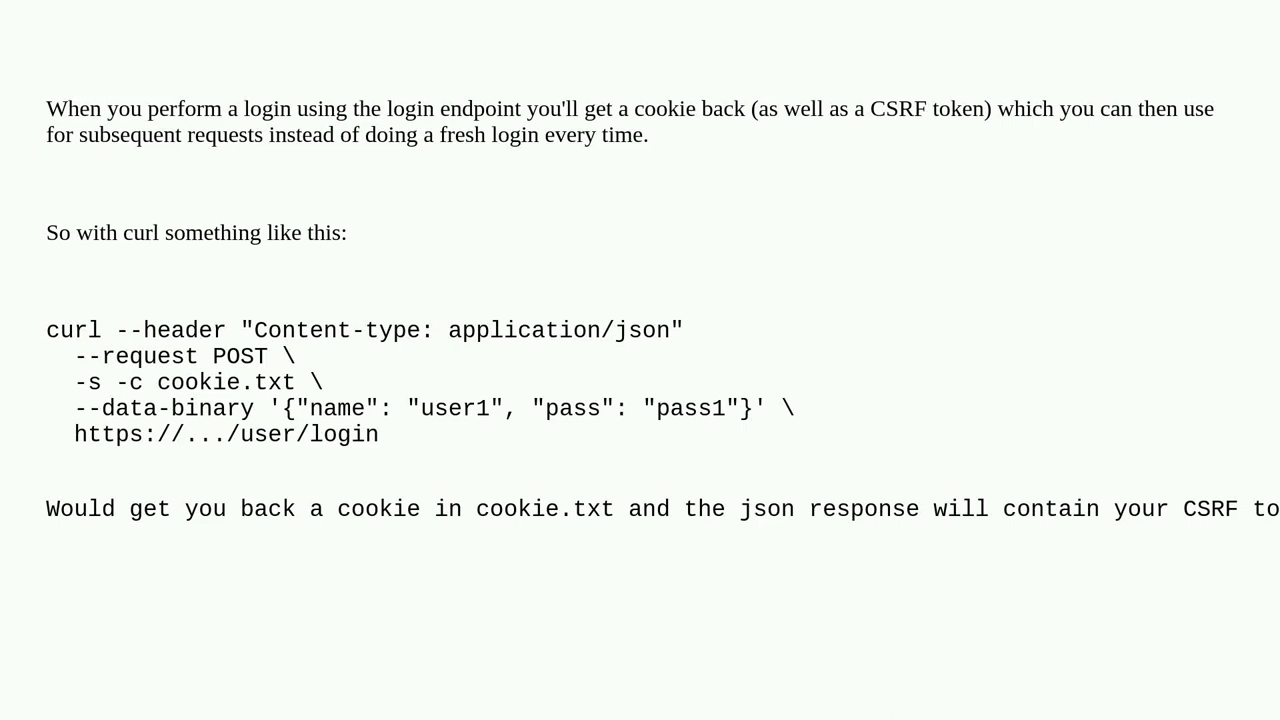 When you perform a login using the login endpoint you'll get a cookie back (as well as a CSRF token) which you can then use
for subsequent requests instead of doing a fresh login every time.
So with curl something like this:
curl --header "Content-type: application/json"
--request POST \
-s -c cookie.txt \
--data-binary '{"name": "user1", "pass": "pass1"}' \
https://.../user/login
Would get you back a cookie in cookie.txt and the json response will contain your CSRF